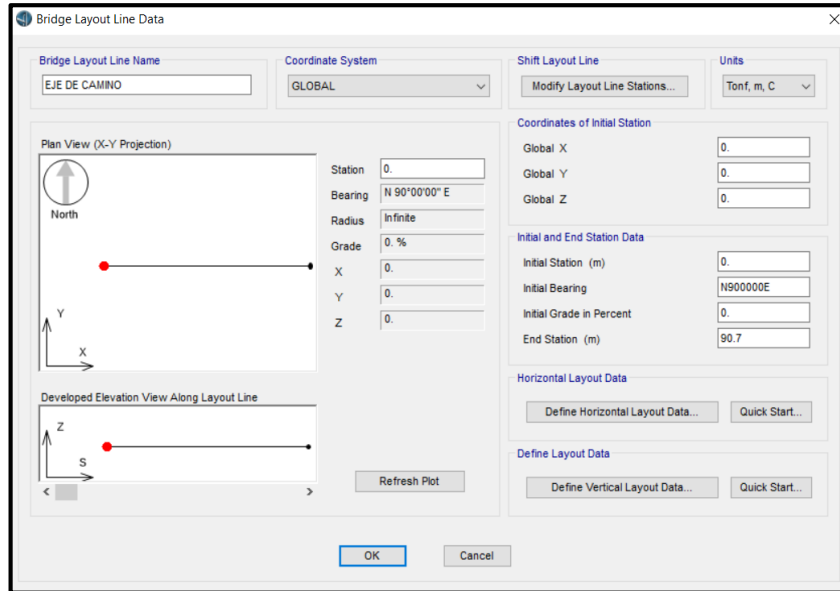 Bridge Layout Line Data
Bridge Layout Line Name
EJE DE CAMINO
Coordinate System
GLOBAL
Shift Layout Line
Modify Layout Line Stations...
Units
Tonf, m, C
Plan View (X-Y Projection)
North
Y
X
Station 0.
Bearing N 90°00'00" E
Radius Infinite
Grade 0. %
X 0.
Y 0.
Z 0.
Coordinates of Initial Station
Global X 0.
Global Y 0.
Global Z 0.
Initial and End Station Data
Initial Station (m) 0.
Initial Bearing N900000E
Initial Grade in Percent 0.
End Station (m) 90.7
Developed Elevation View Along Layout Line
Z
S
Refresh Plot
Horizontal Layout Data
Define Horizontal Layout Data... Quick Start...
Define Layout Data
Define Vertical Layout Data... Quick Start...
OK Cancel